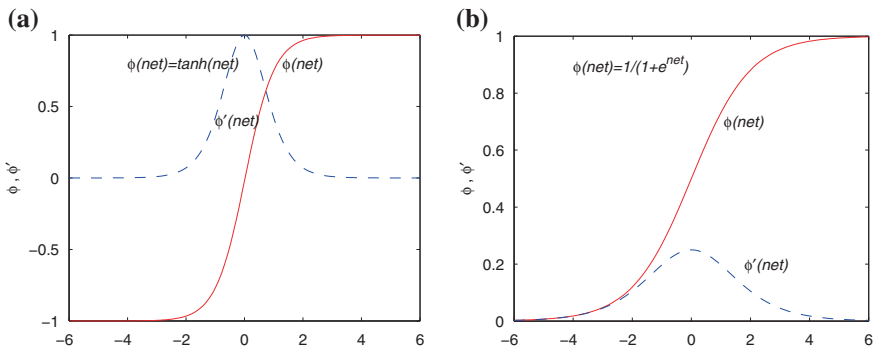 (a)
1
0.5
0
−0.5
−1
ϕ , ϕ′
ϕ(net)=tanh(net)
ϕ(net)
ϕ′(net)
−6 −4 −2 0 2 4 6
(b)
1
0.8
0.6
0.4
0.2
0
ϕ , ϕ′
ϕ(net)=1/(1+e^net)
ϕ(net)
ϕ′(net)
−6 −4 −2 0 2 4 6